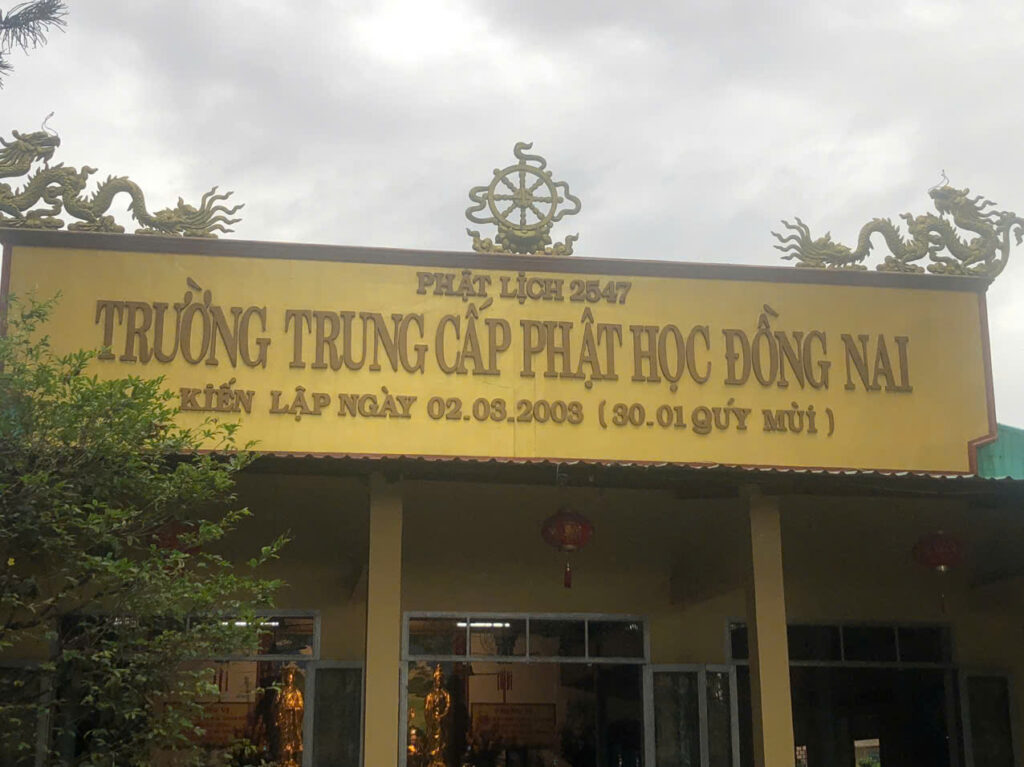 PHẬT LỊCH 2547
TRƯỜNG TRUNG CẤP PHẬT HỌC ĐỒNG NAI
KIẾN LẬP NGÀY 02.03.2003 (30.01 QUÝ MÙI)